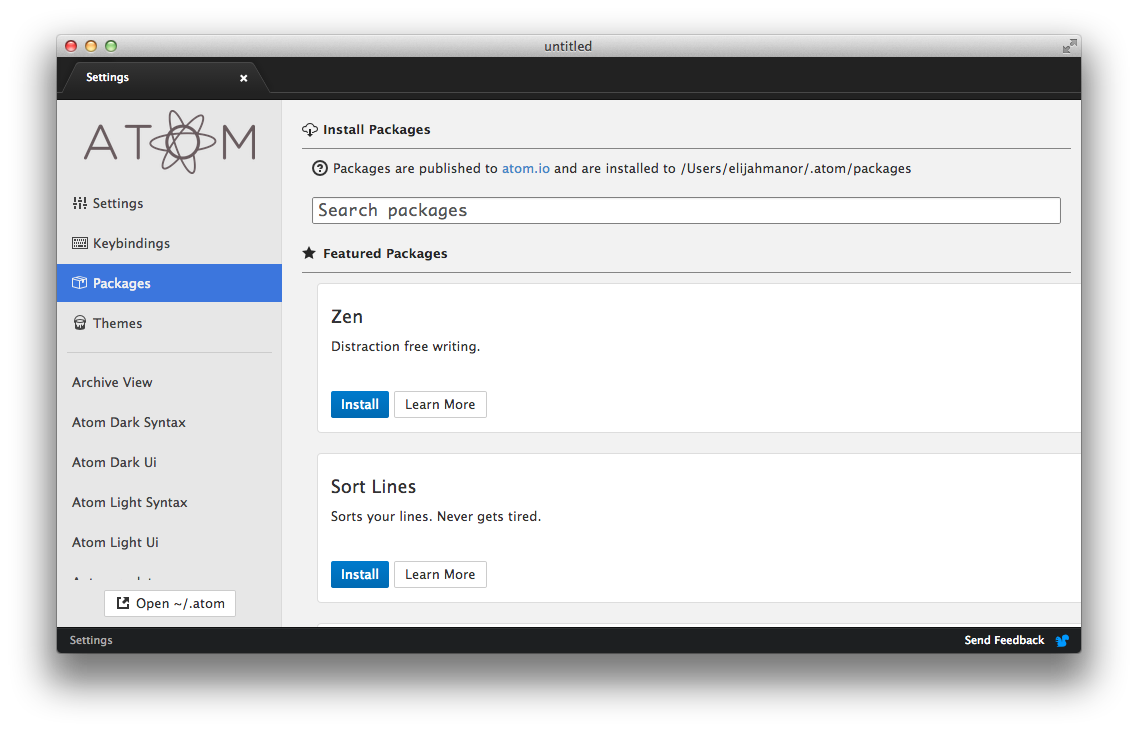 untitled
Settings
ATOM
Settings
Keybindings
Packages
Themes
Archive View
Atom Dark Syntax
Atom Dark Ui
Atom Light Syntax
Atom Light Ui
Open ~/.atom
Install Packages
Packages are published to atom.io and are installed to /Users/elijahmanor/.atom/packages
Search packages
Featured Packages
Zen
Distraction free writing.
Install Learn More
Sort Lines
Sorts your lines. Never gets tired.
Install Learn More
Settings
Send Feedback